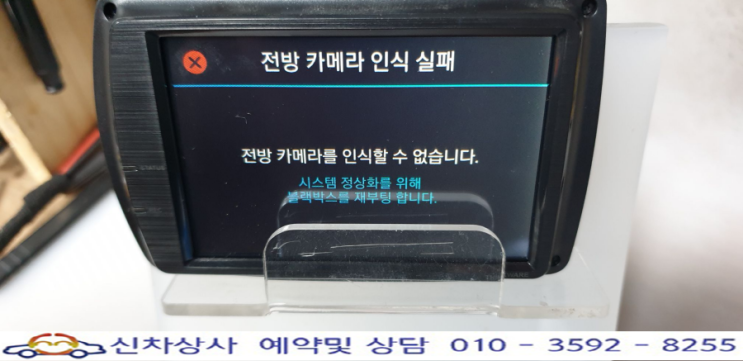 전방 카메라 인식 실패
전방 카메라를 인식할 수 없습니다.
시스템 정상화를 위해
블랙박스를 재부팅 합니다.
신차상사 예약및 상담 010 - 3592 - 8255